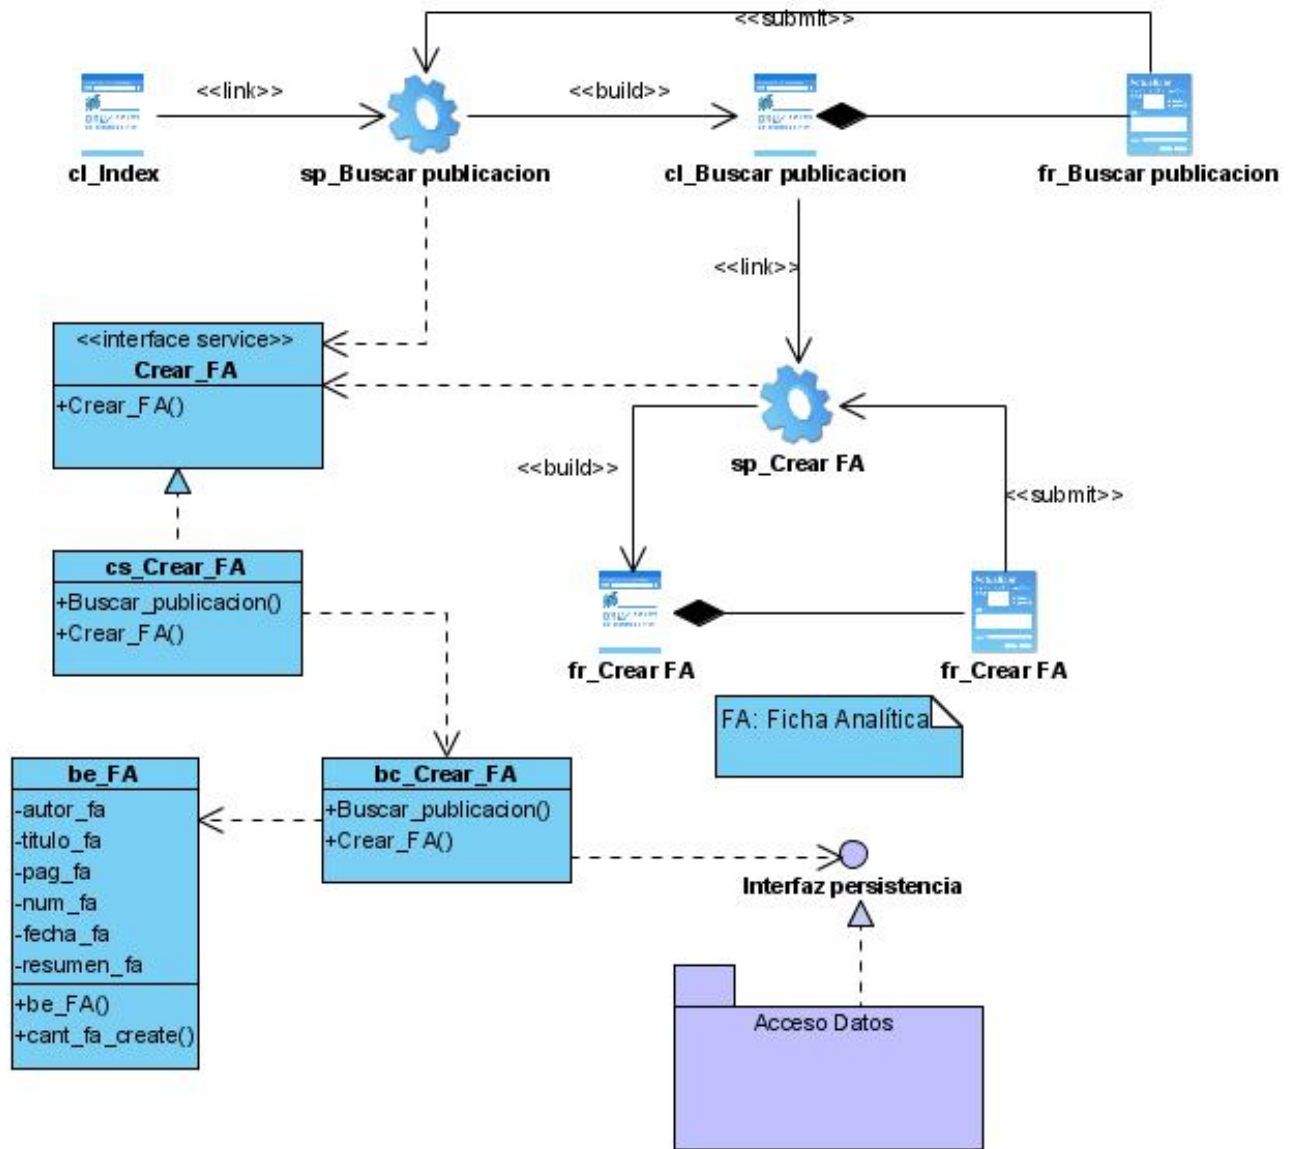 <<submit>>
<<link>>
<<build>>
cl_Index
sp_Buscar publicacion
cl_Buscar publicacion
fr_Buscar publicacion
<<link>>
<<interface service>>
Crear_FA
+Crear_FA()
sp_Crear FA
<<build>>
<<submit>>
cs_Crear_FA
+Buscar_publicacion()
+Crear_FA()
fr_Crear FA
fr_Crear FA
FA: Ficha Analítica
be_FA
-autor_fa
-titulo_fa
-pag_fa
-num_fa
-fecha_fa
-resumen_fa
+be_FA()
+cant_fa_create()
bc_Crear_FA
+Buscar_publicacion()
+Crear_FA()
Interfaz persistencia
Acceso Datos